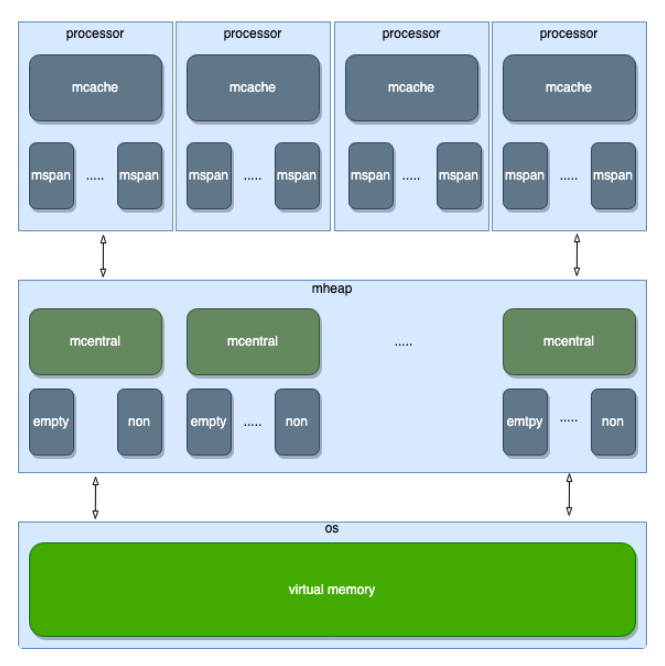 processor processor processor processor
mcache mcache mcache mcache
mspan ..... mspan mspan ..... mspan mspan ..... mspan mspan ..... mspan
mheap
mcentral mcentral ..... mcentral
empty non empty ..... non emtpy ..... non
os
virtual memory